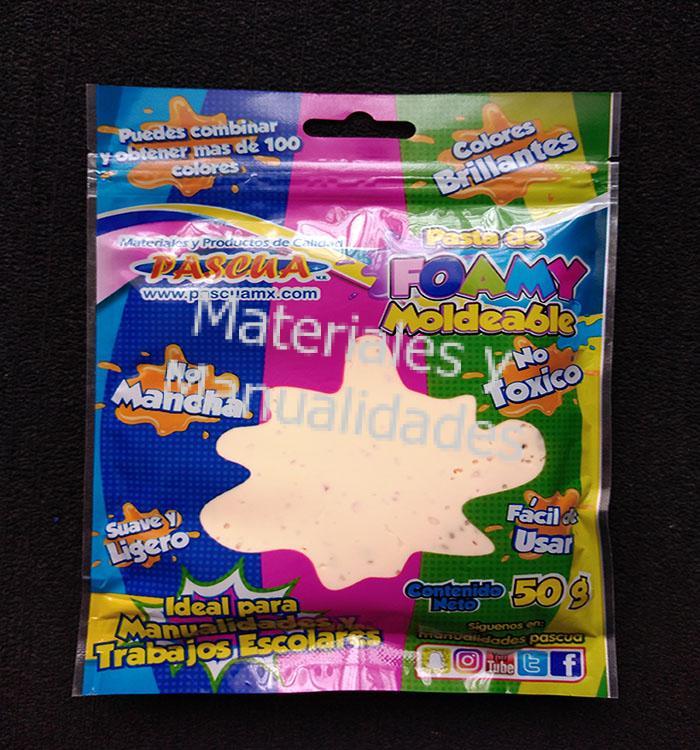 Puedes combinar
y obtener mas de 100
colores
Colores
Brillantes
Materiales y Productos de Calidad
PASCUA M.R.
www.pascuamx.com
Pasta de
FOAMY
Moldeable
Materiales y
Manualidades
No
Mancha
No
Toxico
Suave y
Ligero
Fácil de
Usar
Contenido
Neto 50 g
Ideal para
Manualidades y
Trabajos Escolares
Siguenos en:
manualidades pascua
You
Tube